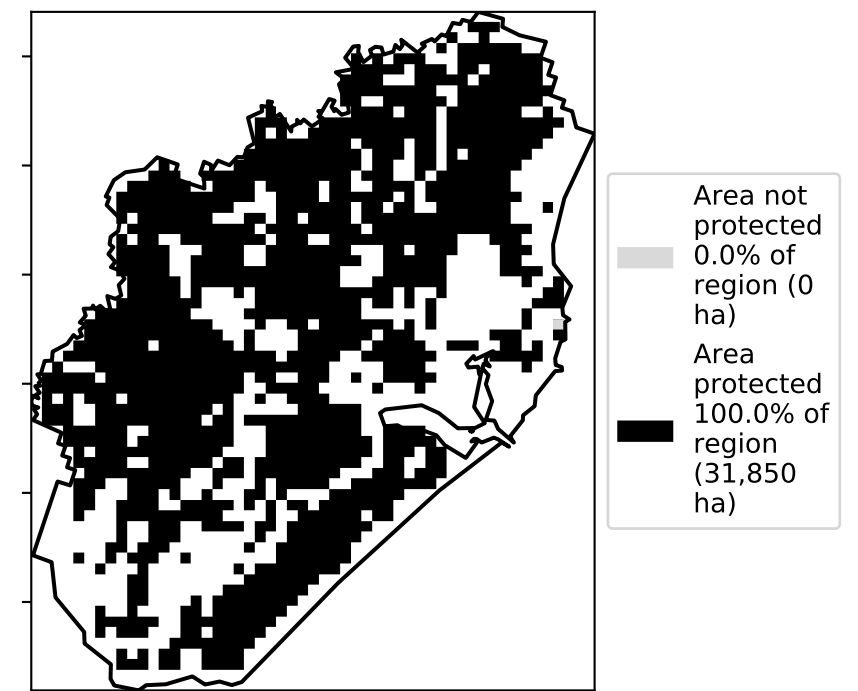 Area not
protected
0.0% of
region (0
ha)
Area
protected
100.0% of
region
(31,850
ha)